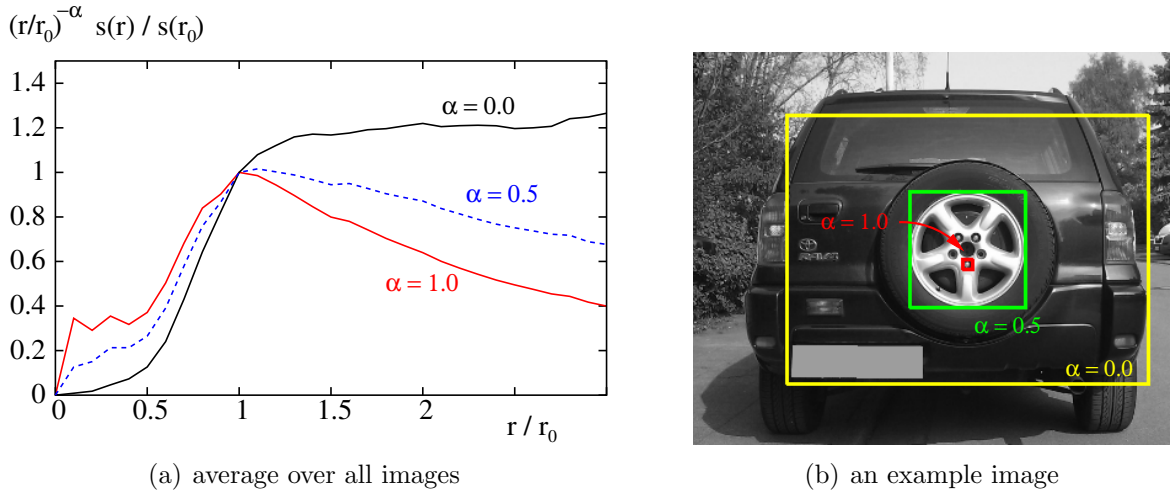 (r/r₀)^−α s(r) / s(r₀)
1.4
1.2
1
0.8
0.6
0.4
0.2
0
0 0.5 1 1.5 2
r / r₀
α = 0.0
α = 0.5
α = 1.0
(a) average over all images
α = 1.0
α = 0.5
α = 0.0
(b) an example image